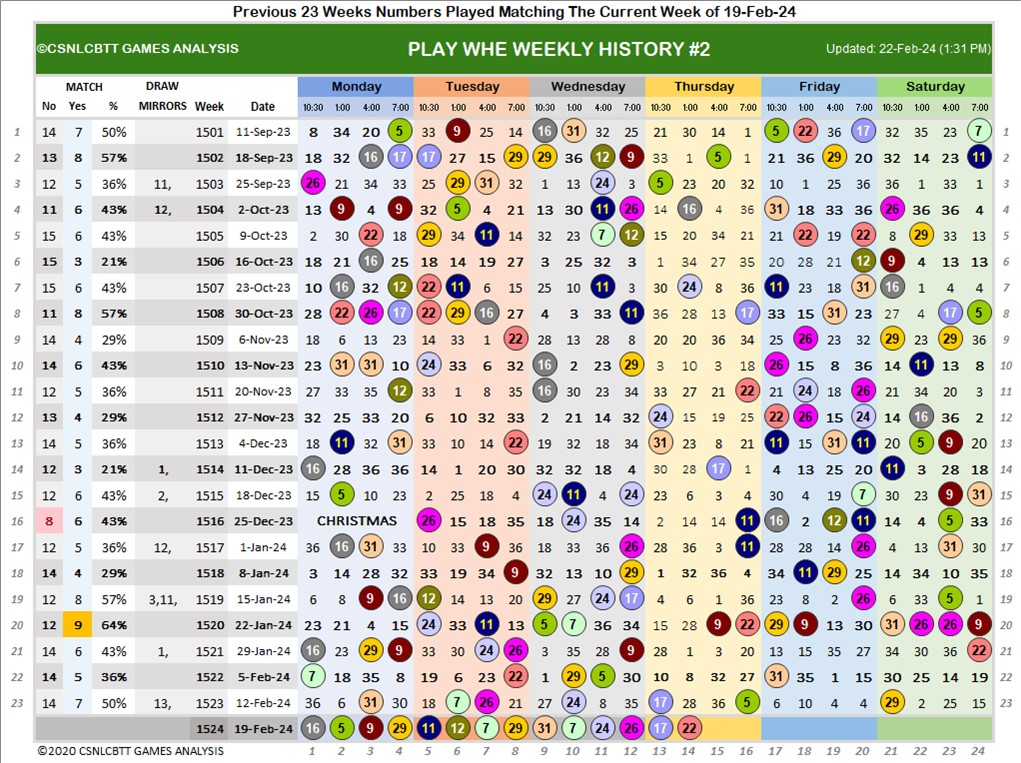 Previous 23 Weeks Numbers Played Matching The Current Week of 19-Feb-24
©CSNLCBTT GAMES ANALYSIS PLAY WHE WEEKLY HISTORY #2 Updated: 22-Feb-24 (1:31 PM)
MATCH DRAW Monday Tuesday Wednesday Thursday Friday Saturday
No Yes % MIRRORS Week Date 10:30 1:00 4:00 7:00 10:30 1:00 4:00 7:00 10:30 1:00 4:00 7:00 10:30 1:00 4:00 7:00 10:30 1:00 4:00 7:00 10:30 1:00 4:00 7:00
1 14 7 50% 1501 11-Sep-23 8 34 20 5 33 9 25 14 16 31 32 25 21 30 14 1 5 22 36 17 32 35 23 7 1
2 13 8 57% 1502 18-Sep-23 18 32 16 17 17 27 15 29 29 36 12 9 33 1 5 2 21 36 29 20 32 14 23 11 2
3 12 5 36% 11, 1503 25-Sep-23 26 21 34 33 25 29 31 32 1 13 24 3 5 23 20 32 10 1 25 36 36 1 33 1 3
4 11 6 43% 12, 1504 2-Oct-23 13 9 4 9 32 5 4 21 13 30 11 26 14 16 4 36 31 18 33 36 21 36 36 4 4
5 15 6 43% 1505 9-Oct-23 2 30 22 18 29 34 11 14 32 23 7 12 15 20 34 21 21 22 19 22 8 29 33 13 5
6 15 3 21% 1506 16-Oct-23 18 21 16 25 18 14 19 27 3 25 32 3 1 34 27 35 20 28 21 12 9 4 13 13 6
7 15 6 43% 1507 23-Oct-23 10 16 32 12 22 11 6 15 25 10 11 3 30 24 8 36 11 23 18 31 16 1 4 4 7
8 11 8 57% 1508 30-Oct-23 28 22 26 17 22 29 16 27 4 3 33 11 36 28 13 17 33 15 31 23 27 4 17 5 8
9 14 4 29% 1509 6-Nov-23 18 6 13 23 14 33 1 22 28 13 28 8 20 20 36 34 25 26 23 30 29 23 29 36 9
10 14 6 43% 1510 13-Nov-23 23 31 31 10 24 33 6 32 16 2 23 29 3 10 3 18 26 15 8 36 14 11 13 8 10
11 12 5 36% 1511 20-Nov-23 27 33 35 12 33 1 8 35 16 30 23 34 33 27 21 22 11 24 18 26 21 34 20 3 11
12 13 4 29% 1512 27-Nov-23 32 25 33 20 6 10 32 33 2 21 14 32 24 19 15 6 22 26 15 24 14 16 36 2 12
13 14 5 36% 1513 4-Dec-23 18 11 32 31 33 10 14 22 19 32 18 34 31 23 8 21 11 15 31 11 20 5 9 20 13
14 12 3 21% 1, 1514 11-Dec-23 16 28 36 36 14 1 20 30 32 32 18 4 30 28 17 1 4 13 25 20 11 3 28 18 14
15 12 6 43% 2, 1515 18-Dec-23 15 5 10 23 2 25 18 4 24 11 4 24 23 6 3 4 30 4 19 7 30 23 9 31 15
16 8 6 43% 1516 25-Dec-23 CHRISTMAS 26 15 18 35 18 24 35 14 2 14 14 11 16 2 12 11 14 4 5 33 16
17 12 5 36% 12, 1517 1-Jan-24 36 16 31 33 10 33 9 36 18 33 36 26 28 36 3 11 28 28 14 26 4 13 31 30 17
18 14 4 29% 1518 8-Jan-24 3 14 28 32 33 19 34 9 32 13 10 29 1 32 36 4 34 11 29 25 14 34 10 35 18
19 12 8 57% 3,11, 1519 15-Jan-24 6 8 9 16 12 14 13 20 29 27 24 17 4 6 1 36 23 8 2 26 6 33 5 1 19
20 12 9 64% 1520 22-Jan-24 23 21 4 15 24 33 11 13 5 7 36 34 15 28 9 22 29 9 13 30 31 26 26 9 20
21 14 6 43% 1, 1521 29-Jan-24 16 23 29 9 33 30 24 26 3 35 28 9 28 1 3 20 13 15 35 27 23 34 36 22 21
22 14 5 36% 1522 5-Feb-24 7 18 35 8 19 6 23 22 1 29 5 30 10 8 32 27 31 35 1 15 30 25 14 19 22
23 14 7 50% 13, 1523 12-Feb-24 6 36 31 30 18 7 26 21 27 24 8 35 17 28 36 5 6 10 4 4 29 2 25 15 23
1524 19-Feb-24 16 5 9 29 11 12 7 29 31 7 24 26 17 22
©2020 CSNLCBTT GAMES ANALYSIS 1 2 3 4 5 6 7 8 9 10 11 12 13 14 15 16 17 18 19 20 21 22 23 24